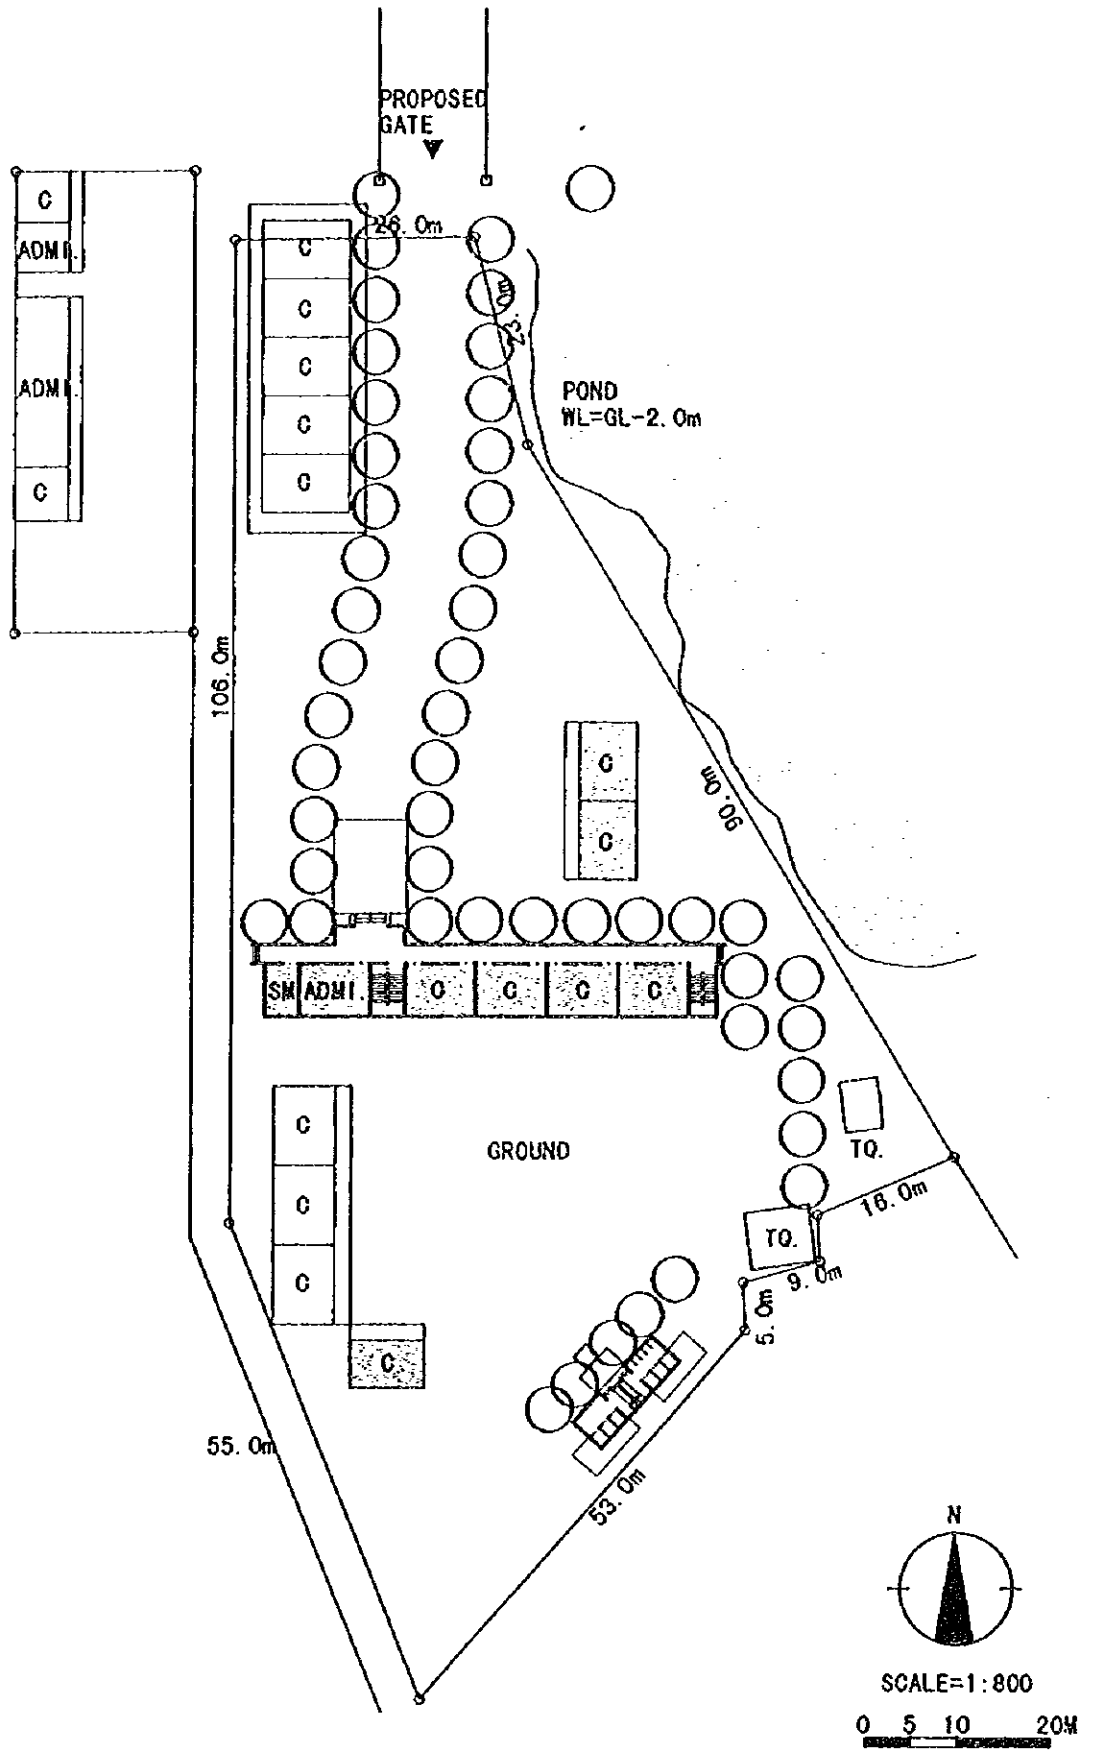 PROPOSED
GATE
C
ADMI.
ADMI.
C
26.0m
C
C
C
C
C
23.0m
POND
WL=GL-2.0m
106.0m
C
C
90.0m
SM ADMI. C C C C
C
C
C
C
GROUND
TQ.
16.0m
TQ.
9.0m
5.0m
55.0m
53.0m
N
SCALE=1:800
0 5 10 20M